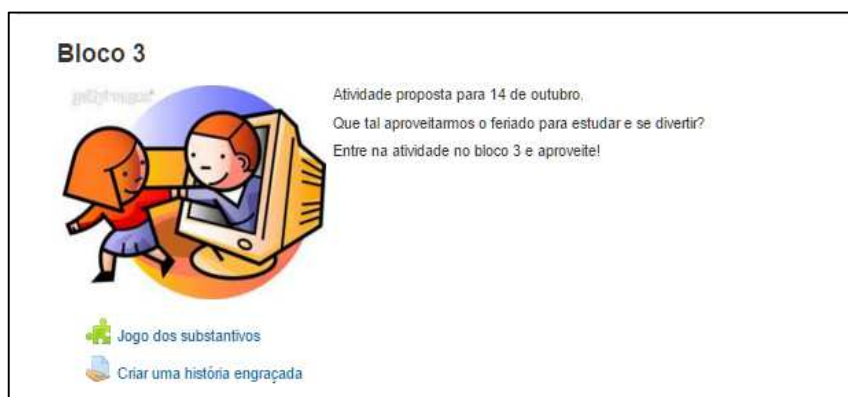 Bloco 3
Atividade proposta para 14 de outubro.
Que tal aproveitarmos o feriado para estudar e se divertir?
Entre na atividade no bloco 3 e aproveite!
Jogo dos substantivos
Criar uma história engraçada